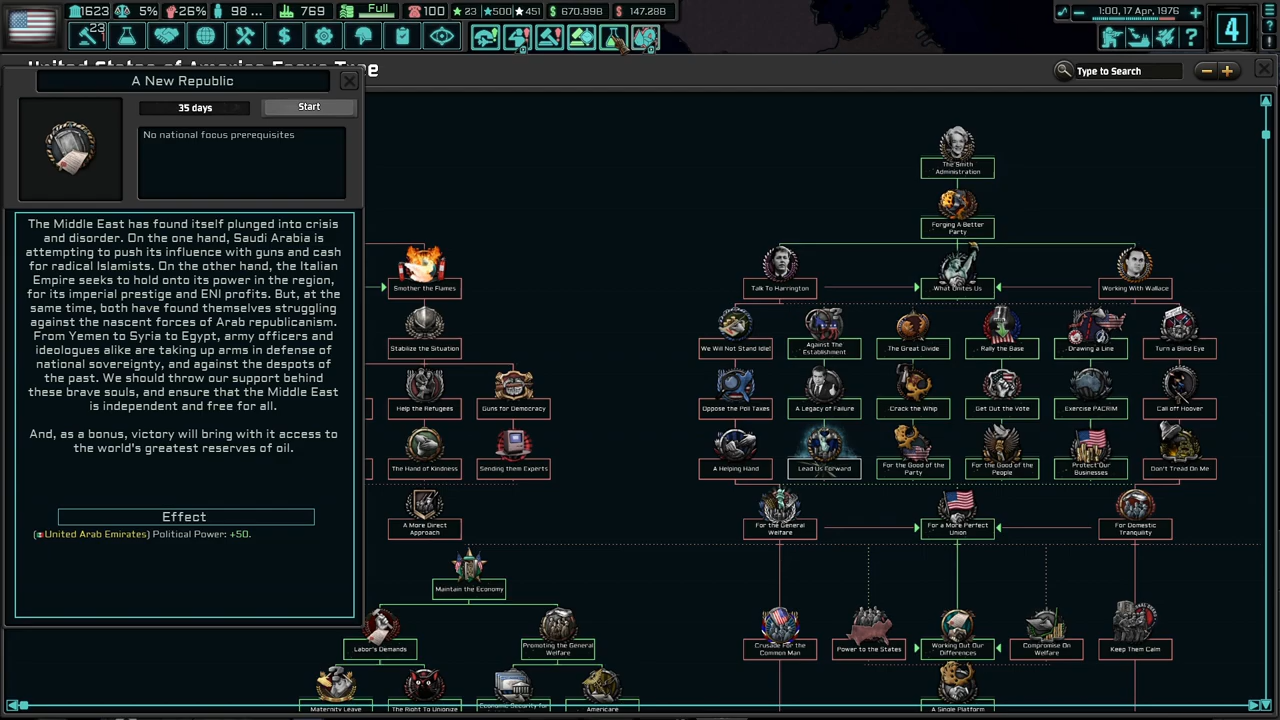 1623 5% 26% 98 ... 769 Full 100 23 500 451 $ 670.998 $ 147.288 1:00, 17 Apr, 1976
23
4
United States of America Focus Tree
Type to Search
A New Republic
35 days
Start
No national focus prerequisites
The Middle East has found itself plunged into crisis
and disorder. On the one hand, Saudi Arabia is
attempting to push its influence with guns and cash
for radical Islamists. On the other hand, the Italian
Empire seeks to hold onto its power in the region,
for its imperial prestige and ENI profits. But, at the
same time, both have found themselves struggling
against the nascent forces of Arab republicanism.
From Yemen to Syria to Egypt, army officers and
ideologues alike are taking up arms in defense of
national sovereignty, and against the despots of
the past. We should throw our support behind
these brave souls, and ensure that the Middle East
is independent and free for all.
And, as a bonus, victory will bring with it access to
the world's greatest reserves of oil.
Effect
(United Arab Emirates) Political Power: +50.
The Smith
Administration
Forging A Better
Party
Smother the Flames
Talk To Harrington
What Unites Us
Working With Wallace
Stabilize the Situation
We Will Not Stand Idle!
Against The
Establishment
The Great Divide
Rally the Base
Drawing a Line
Turn a Blind Eye
Help the Refugees
Guns for Democracy
Oppose the Poll Taxes
A Legacy of Failure
Crack the Whip
Get Out the Vote
Exercise PACRIM
Call off Hoover
The Hand of Kindness
Sending them Experts
A Helping Hand
Lead Us Forward
For the Good of the
Party
For the Good of the
People
Protect Our
Businesses
Don't Tread On Me
A More Direct
Approach
For the General
Welfare
For a More Perfect
Union
For Domestic
Tranquility
Maintain the Economy
Labor's Demands
Promoting the General
Welfare
Crusade For the
Common Man
Power to the States
Working Out Our
Differences
Compromise On
Welfare
Keep Them Calm
Maternity Leave
The Right To Unionize
Economic Security for
Americare
A Single Platform